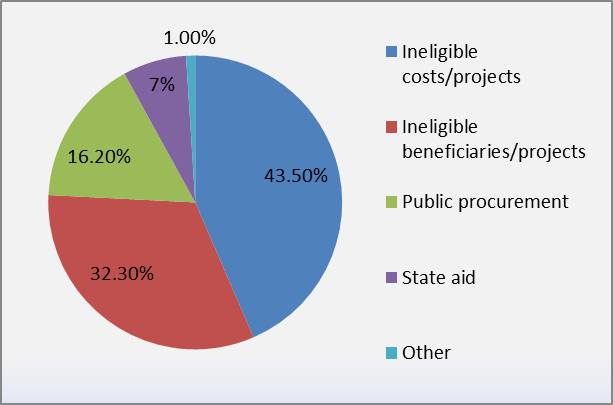 1.00%
7%
16.20%
43.50%
32.30%
Ineligible
costs/projects
Ineligible
beneficiaries/projects
Public procurement
State aid
Other